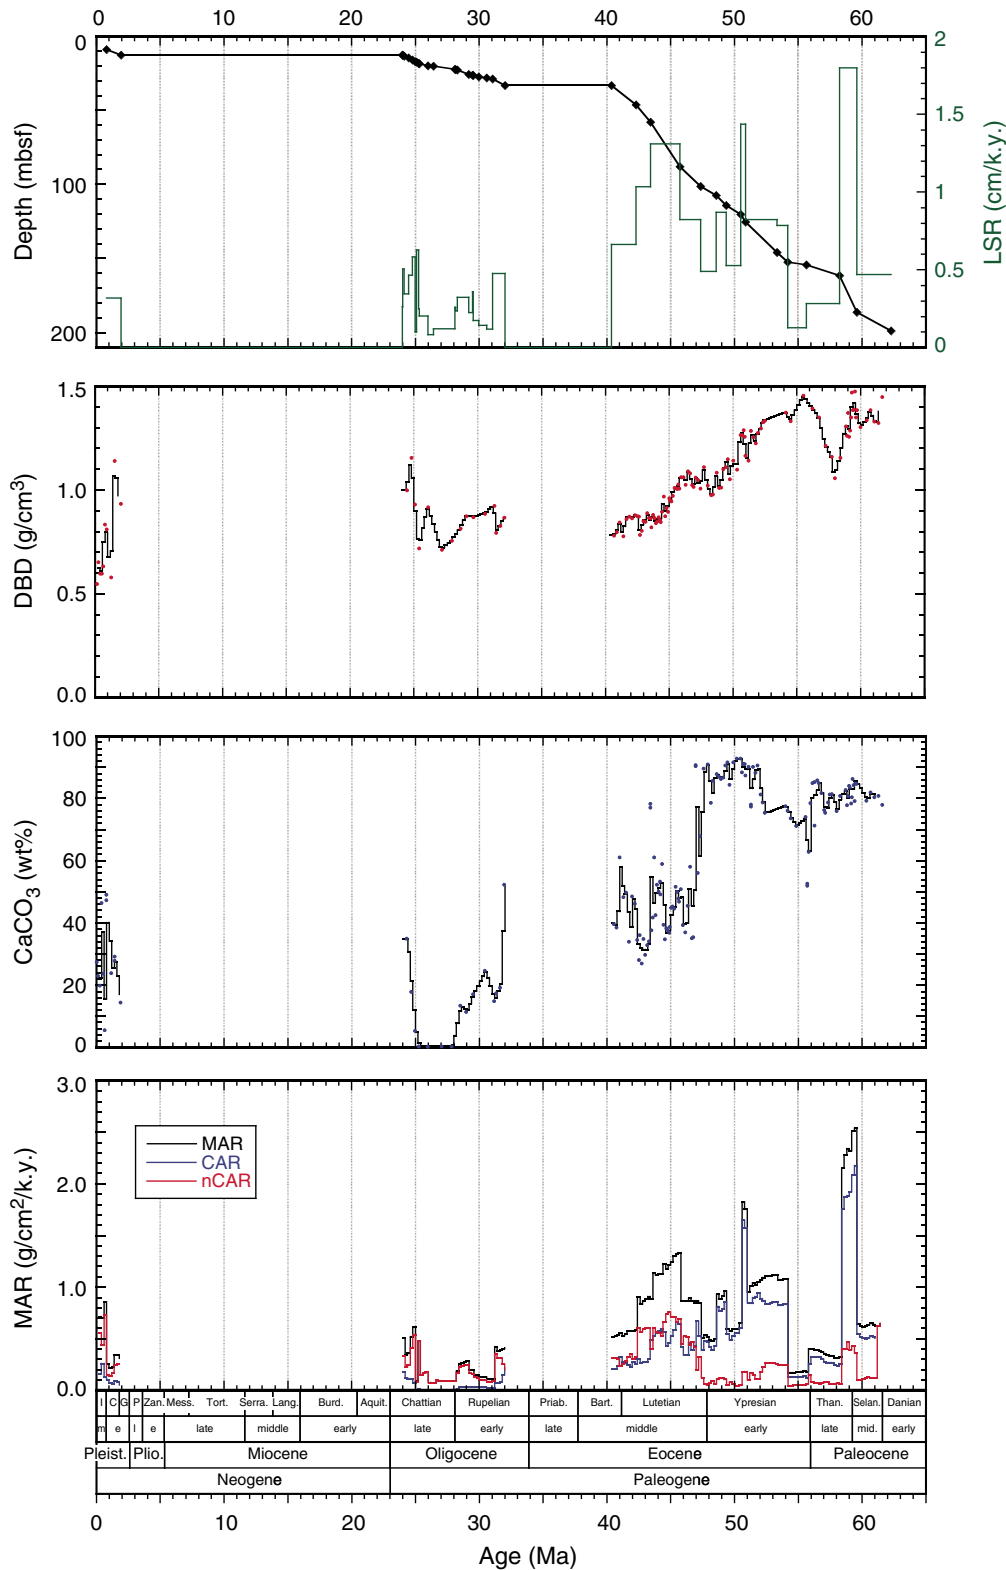 0 10 20 30 40 50 60
0
100
200
Depth (mbsf)
2
1.5
1
0.5
0
LSR (cm/k.y.)
1.5
1.0
0.5
0.0
DBD (g/cm³)
100
80
60
40
20
0
CaCO₃ (wt%)
3.0
2.0
1.0
0.0
MAR (g/cm²/k.y.)
MAR
CAR
nCAR
l C G P Zan. Mess. Tort. Serra. Lang. Burd. Aquit. Chattian Rupelian Priab. Bart. Lutetian Ypresian Than. Selan. Danian
m e l e late middle early late early late middle early late mid. early
Pleist. Plio. Miocene Oligocene Eocene Paleocene
Neogene Paleogene
0 10 20 30 40 50 60
Age (Ma)